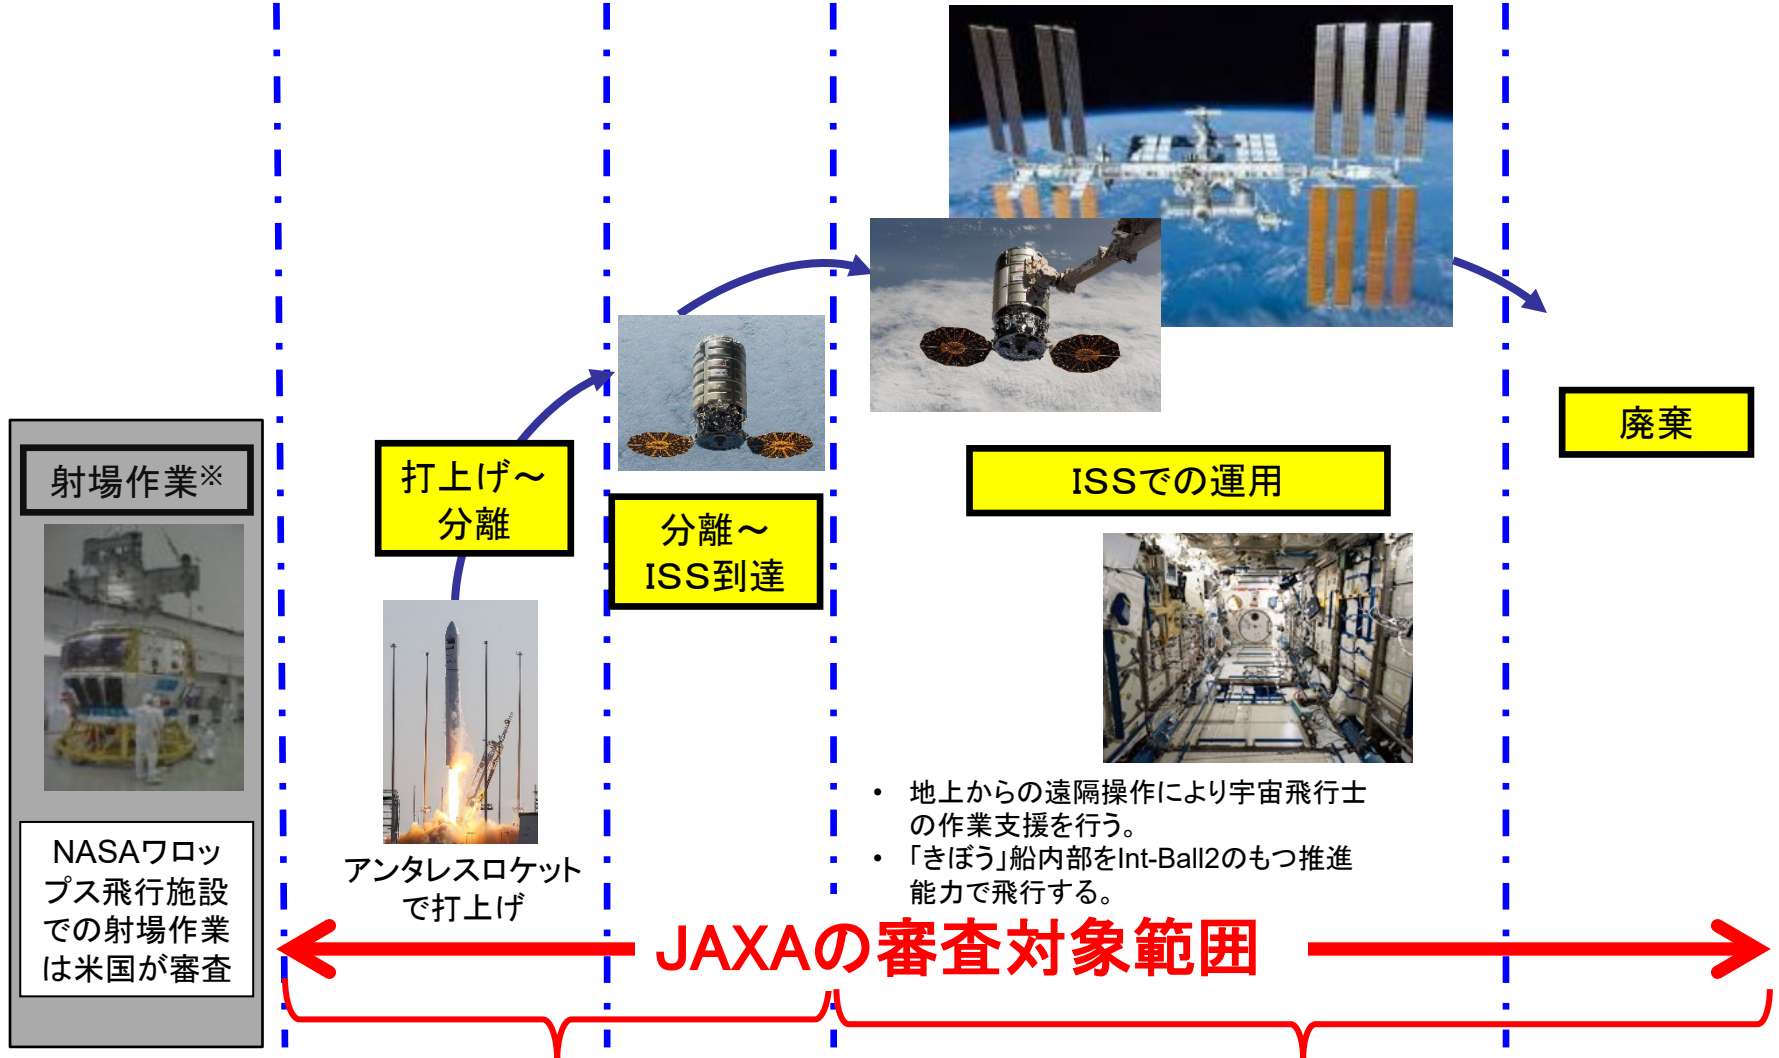 射場作業※
NASAワロッ
プス飛行施設
での射場作業
は米国が審査
打上げ～
分離
アンタレスロケット
で打上げ
分離～
ISS到達
ISSでの運用
• 地上からの遠隔操作により宇宙飛行士
の作業支援を行う。
• 「きぼう」船内部をInt-Ball2のもつ推進
能力で飛行する。
廃棄
JAXAの審査対象範囲